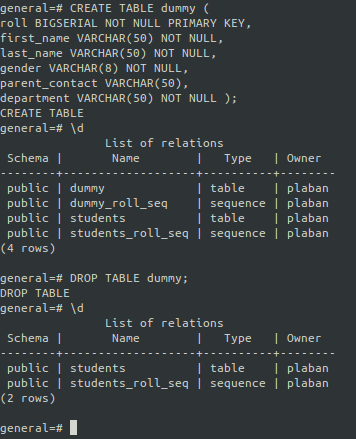 general=# CREATE TABLE dummy (
roll BIGSERIAL NOT NULL PRIMARY KEY,
first_name VARCHAR(50) NOT NULL,
last_name VARCHAR(50) NOT NULL,
gender VARCHAR(8) NOT NULL,
parent_contact VARCHAR(50),
department VARCHAR(50) NOT NULL );
CREATE TABLE
general=# \d
               List of relations
 Schema |       Name        |   Type   | Owner
--------+-------------------+----------+--------
 public | dummy             | table    | plaban
 public | dummy_roll_seq    | sequence | plaban
 public | students          | table    | plaban
 public | students_roll_seq | sequence | plaban
(4 rows)

general=# DROP TABLE dummy;
DROP TABLE
general=# \d
               List of relations
 Schema |       Name        |   Type   | Owner
--------+-------------------+----------+--------
 public | students          | table    | plaban
 public | students_roll_seq | sequence | plaban
(2 rows)

general=#